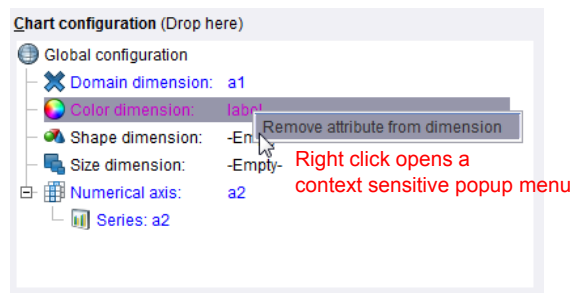 Chart configuration (Drop here)
Global configuration
Domain dimension: a1
Color dimension: label
Remove attribute from dimension
Shape dimension: -Em
Size dimension: -Empty-
Right click opens a
context sensitive popup menu
Numerical axis: a2
Series: a2